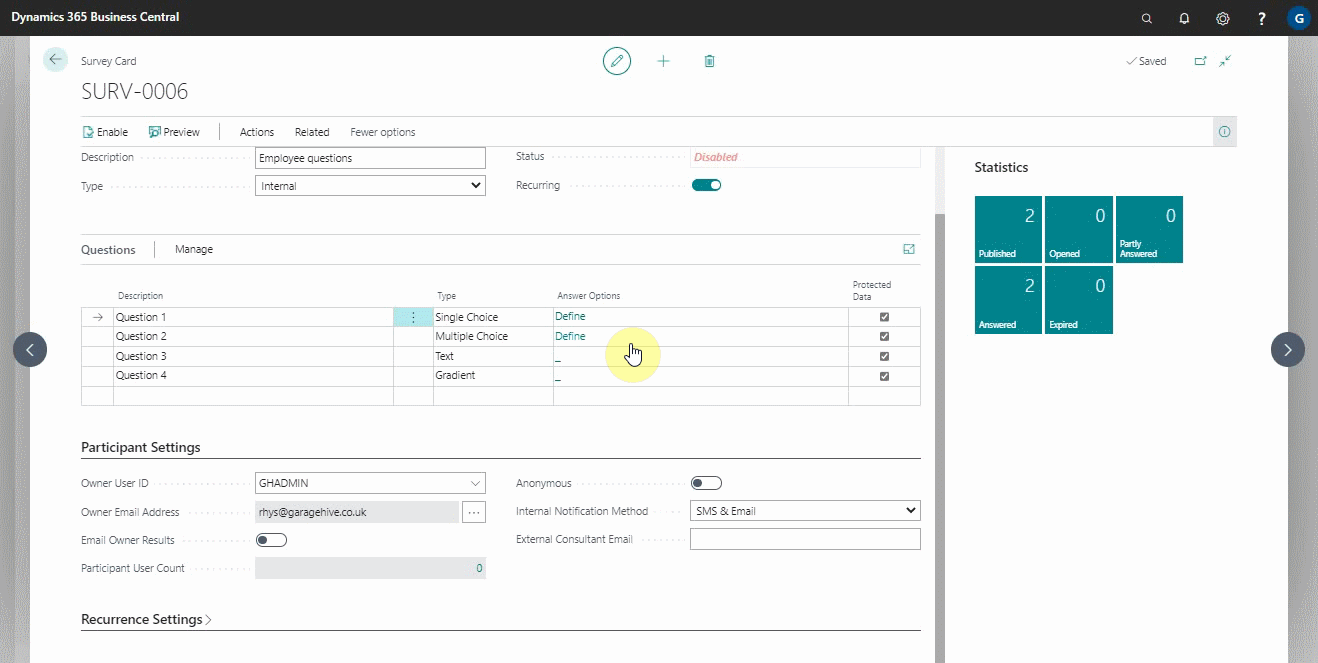 Dynamics 365 Business Central
? G
Survey Card
Saved
SURV-0006
Enable Preview Actions Related Fewer options
Description Employee questions
Status Disabled
Type Internal
Recurring
Statistics
2 Published
0 Opened
0 Partly Answered
2 Answered
0 Expired
Questions Manage
Description Type Answer Options Protected Data
Question 1 Single Choice Define
Question 2 Multiple Choice Define
Question 3 Text _
Question 4 Gradient _
Participant Settings
Owner User ID GHADMIN
Anonymous
Owner Email Address rhys@garagehive.co.uk
Internal Notification Method SMS & Email
Email Owner Results
External Consultant Email
Participant User Count 0
Recurrence Settings